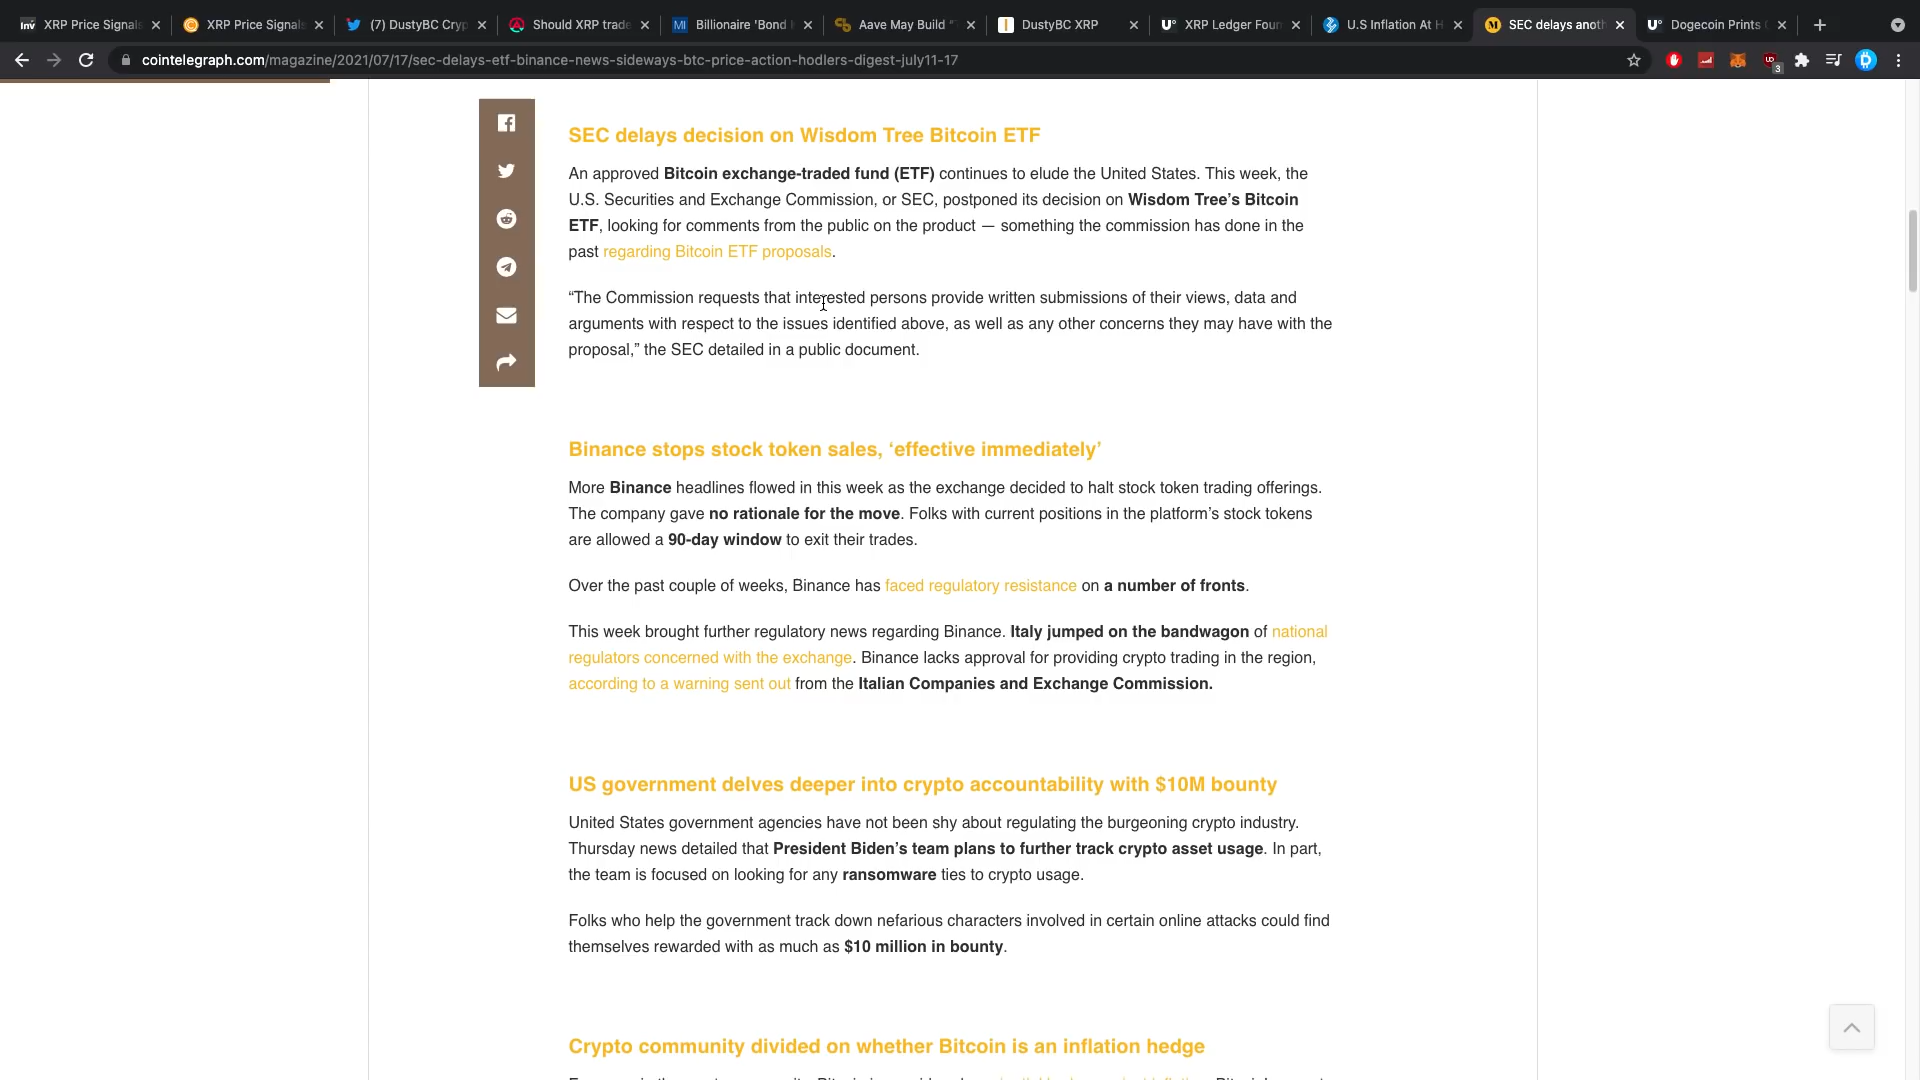 XRP Price Signals
XRP Price Signals
(7) DustyBC Cryp
Should XRP trade
Billionaire 'Bond
Aave May Build "
DustyBC XRP
XRP Ledger Foun
U.S Inflation At H
SEC delays anoth
Dogecoin Prints
cointelegraph.com/magazine/2021/07/17/sec-delays-etf-binance-news-sideways-btc-price-action-hodlers-digest-july11-17
3
SEC delays decision on Wisdom Tree Bitcoin ETF
An approved Bitcoin exchange-traded fund (ETF) continues to elude the United States. This week, the
U.S. Securities and Exchange Commission, or SEC, postponed its decision on Wisdom Tree’s Bitcoin
ETF, looking for comments from the public on the product — something the commission has done in the
past regarding Bitcoin ETF proposals.
“The Commission requests that interested persons provide written submissions of their views, data and
arguments with respect to the issues identified above, as well as any other concerns they may have with the
proposal,” the SEC detailed in a public document.
Binance stops stock token sales, ‘effective immediately’
More Binance headlines flowed in this week as the exchange decided to halt stock token trading offerings.
The company gave no rationale for the move. Folks with current positions in the platform’s stock tokens
are allowed a 90-day window to exit their trades.
Over the past couple of weeks, Binance has faced regulatory resistance on a number of fronts.
This week brought further regulatory news regarding Binance. Italy jumped on the bandwagon of national
regulators concerned with the exchange. Binance lacks approval for providing crypto trading in the region,
according to a warning sent out from the Italian Companies and Exchange Commission.
US government delves deeper into crypto accountability with $10M bounty
United States government agencies have not been shy about regulating the burgeoning crypto industry.
Thursday news detailed that President Biden’s team plans to further track crypto asset usage. In part,
the team is focused on looking for any ransomware ties to crypto usage.
Folks who help the government track down nefarious characters involved in certain online attacks could find
themselves rewarded with as much as $10 million in bounty.
Crypto community divided on whether Bitcoin is an inflation hedge